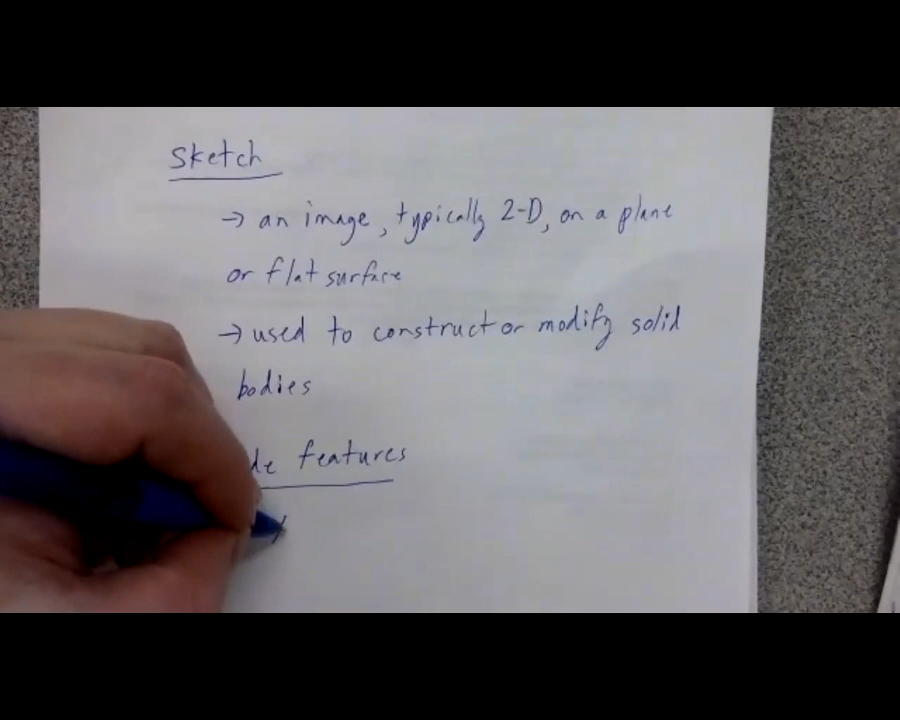 Sketch
→ an image, typically 2-D, on a plane
or flat surface
→ used to construct or modify solid
bodies
features